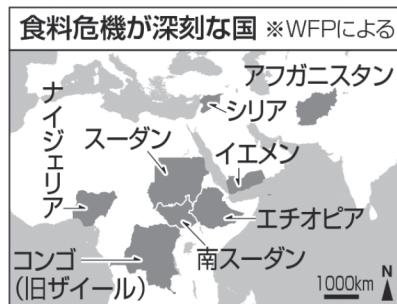 食料危機が深刻な国 ※WFPによる
アフガニスタン
シリア
ナイジェリア
スーダン
イエメン
エチオピア
南スーダン
コンゴ
(旧ザイール)
1000km
N